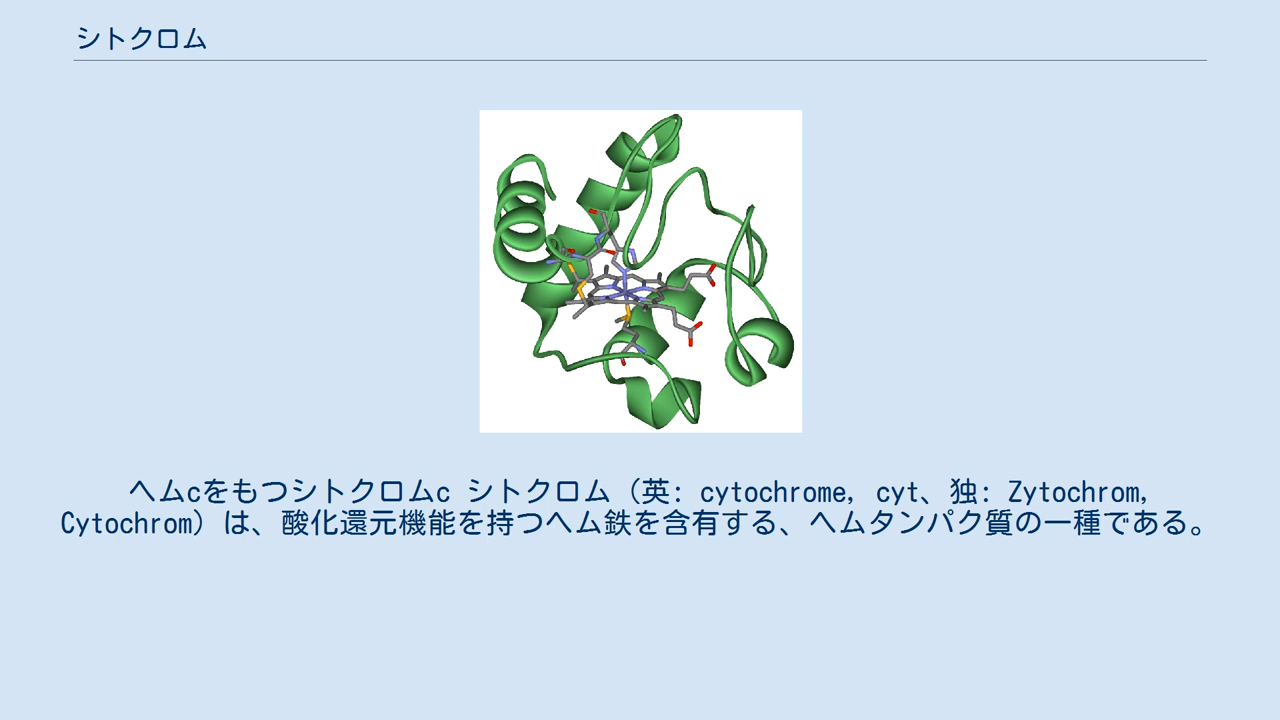 シトクロム
ヘムcをもつシトクロムc シトクロム（英: cytochrome, cyt、独: Zytochrom,
Cytochrom）は、酸化還元機能を持つヘム鉄を含有する、ヘムタンパク質の一種である。